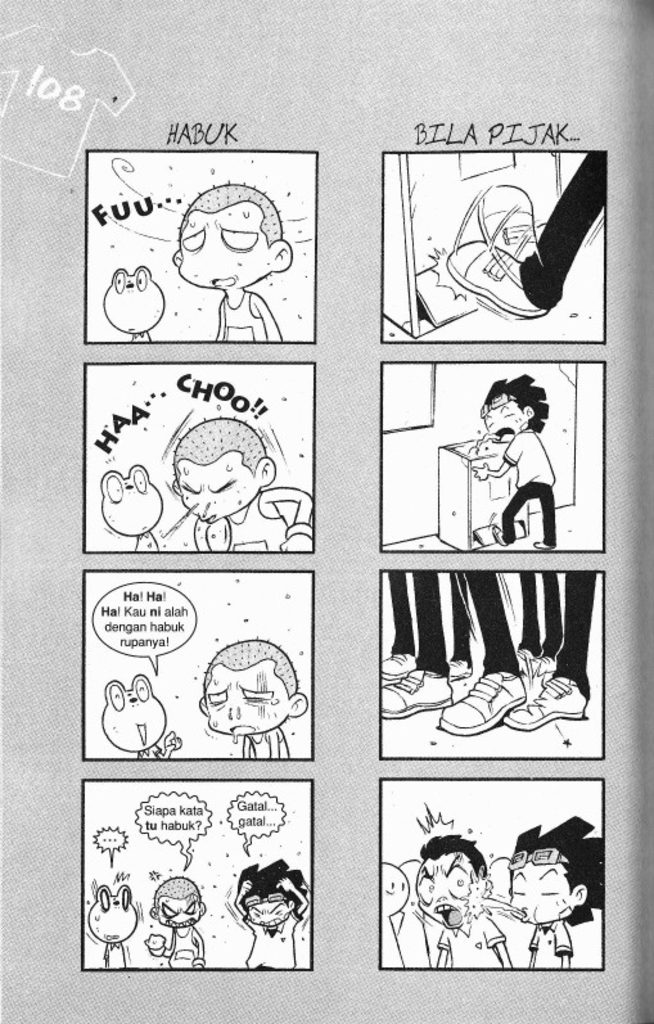 108
HABUK
FUU...
HAA... CHOO!!
Ha! Ha!
Ha! Kau ni alah
dengan habuk
rupanya!
...
Siapa kata
tu habuk?
Gatal...
gatal...
BILA PIJAK...